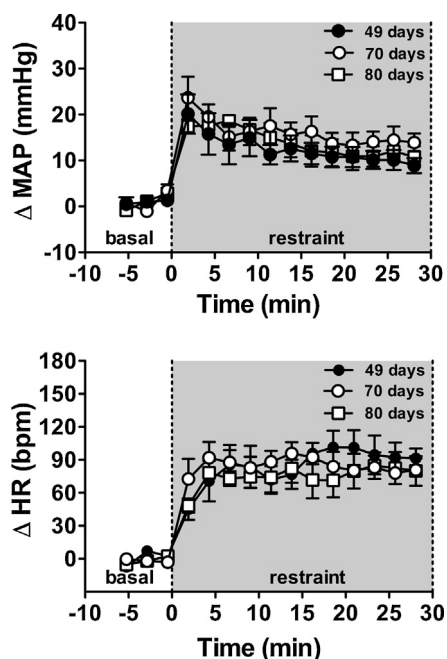 49 days
70 days
80 days
Δ MAP (mmHg)
40
30
20
10
0
-10
basal
restraint
-10 -5 0 5 10 15 20 25 30
Time (min)
49 days
70 days
80 days
Δ HR (bpm)
180
150
120
90
60
30
0
-30
basal
restraint
-10 -5 0 5 10 15 20 25 30
Time (min)